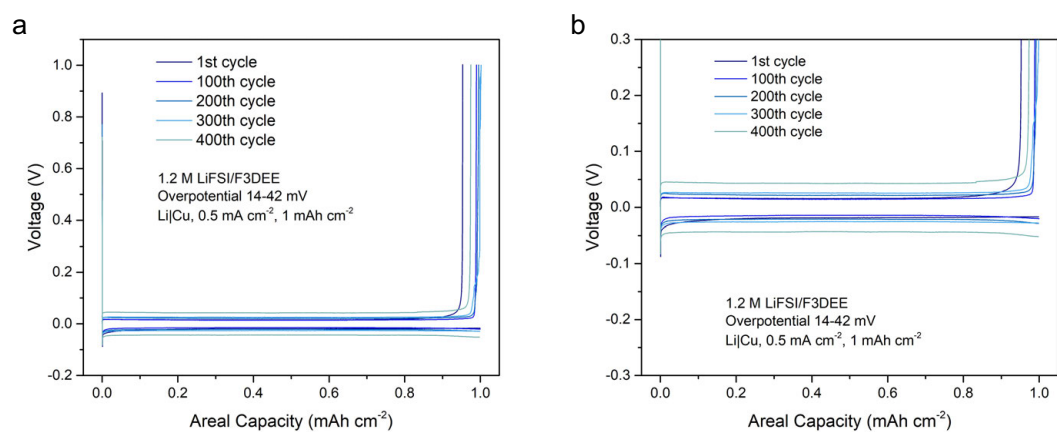 a
1.0
0.8
0.6
0.4
0.2
0.0
-0.2
Voltage (V)
1st cycle
100th cycle
200th cycle
300th cycle
400th cycle
1.2 M LiFSI/F3DEE
Overpotential 14-42 mV
Li|Cu, 0.5 mA cm⁻², 1 mAh cm⁻²
0.0 0.2 0.4 0.6 0.8 1.0
Areal Capacity (mAh cm⁻²)
b
0.3
0.2
0.1
0.0
-0.1
-0.2
-0.3
Voltage (V)
1st cycle
100th cycle
200th cycle
300th cycle
400th cycle
1.2 M LiFSI/F3DEE
Overpotential 14-42 mV
Li|Cu, 0.5 mA cm⁻², 1 mAh cm⁻²
0.0 0.2 0.4 0.6 0.8 1.0
Areal Capacity (mAh cm⁻²)